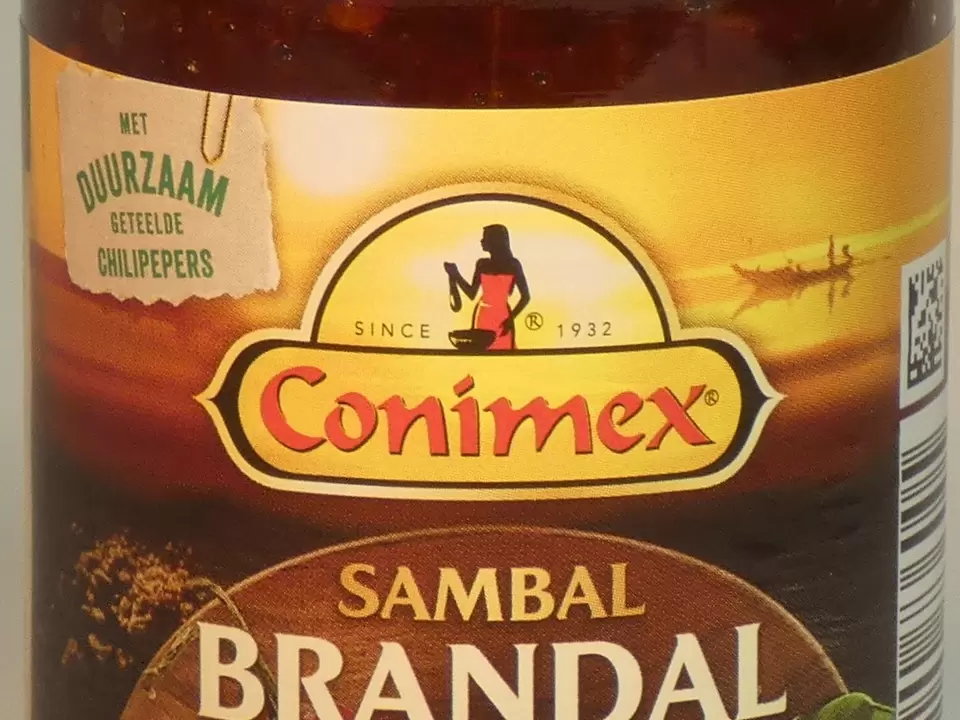 MET
DUURZAAM
GETEELDE
CHILIPEPERS
SINCE ® 1932
Conimex®
SAMBAL
BRANDAL